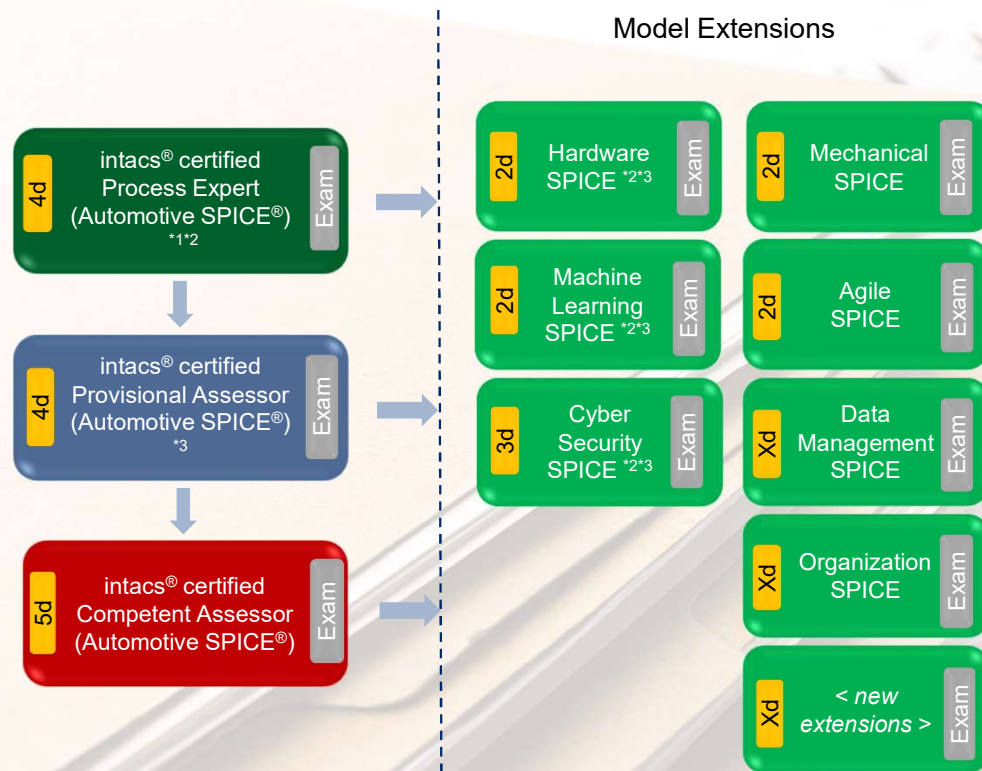 Model Extensions
4d
intacs® certified
Process Expert
(Automotive SPICE®)
*1*2
Exam
4d
intacs® certified
Provisional Assessor
(Automotive SPICE®)
*3
Exam
5d
intacs® certified
Competent Assessor
(Automotive SPICE®)
Exam
2d
Hardware
SPICE *2*3
Exam
2d
Mechanical
SPICE
Exam
2d
Machine
Learning
SPICE *2*3
Exam
2d
Agile
SPICE
Exam
3d
Cyber
Security
SPICE *2*3
Exam
Xd
Data
Management
SPICE
Exam
Xd
Organization
SPICE
Exam
Xd
< new
extensions >
Exam